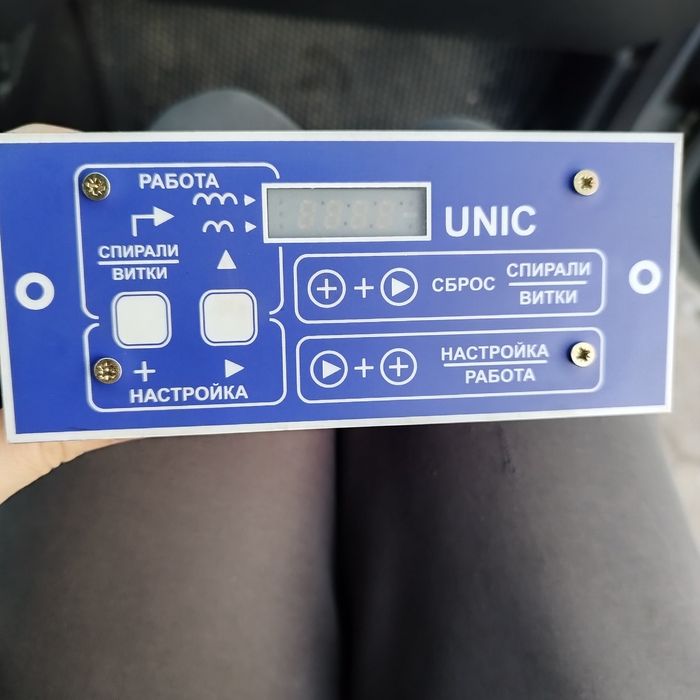 РАБОТА
СПИРАЛИ
ВИТКИ
UNIC
+ СБРОС СПИРАЛИ
ВИТКИ
+ НАСТРОЙКА
РАБОТА
+
НАСТРОЙКА